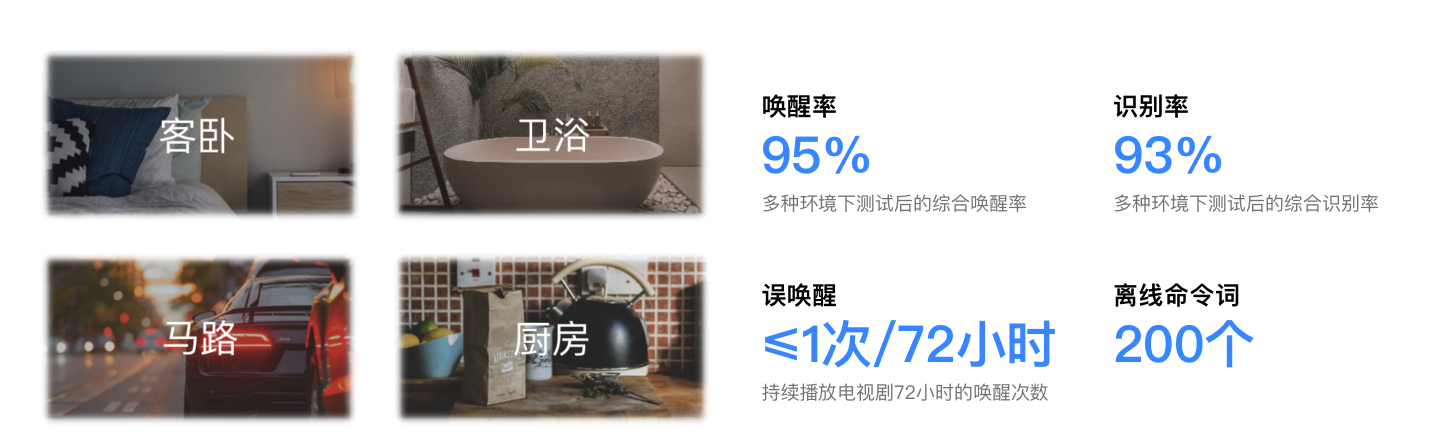 客卧
卫浴
马路
厨房
唤醒率
95%
多种环境下测试后的综合唤醒率
识别率
93%
多种环境下测试后的综合识别率
误唤醒
≤1次/72小时
持续播放电视剧72小时的唤醒次数
离线命令词
200个